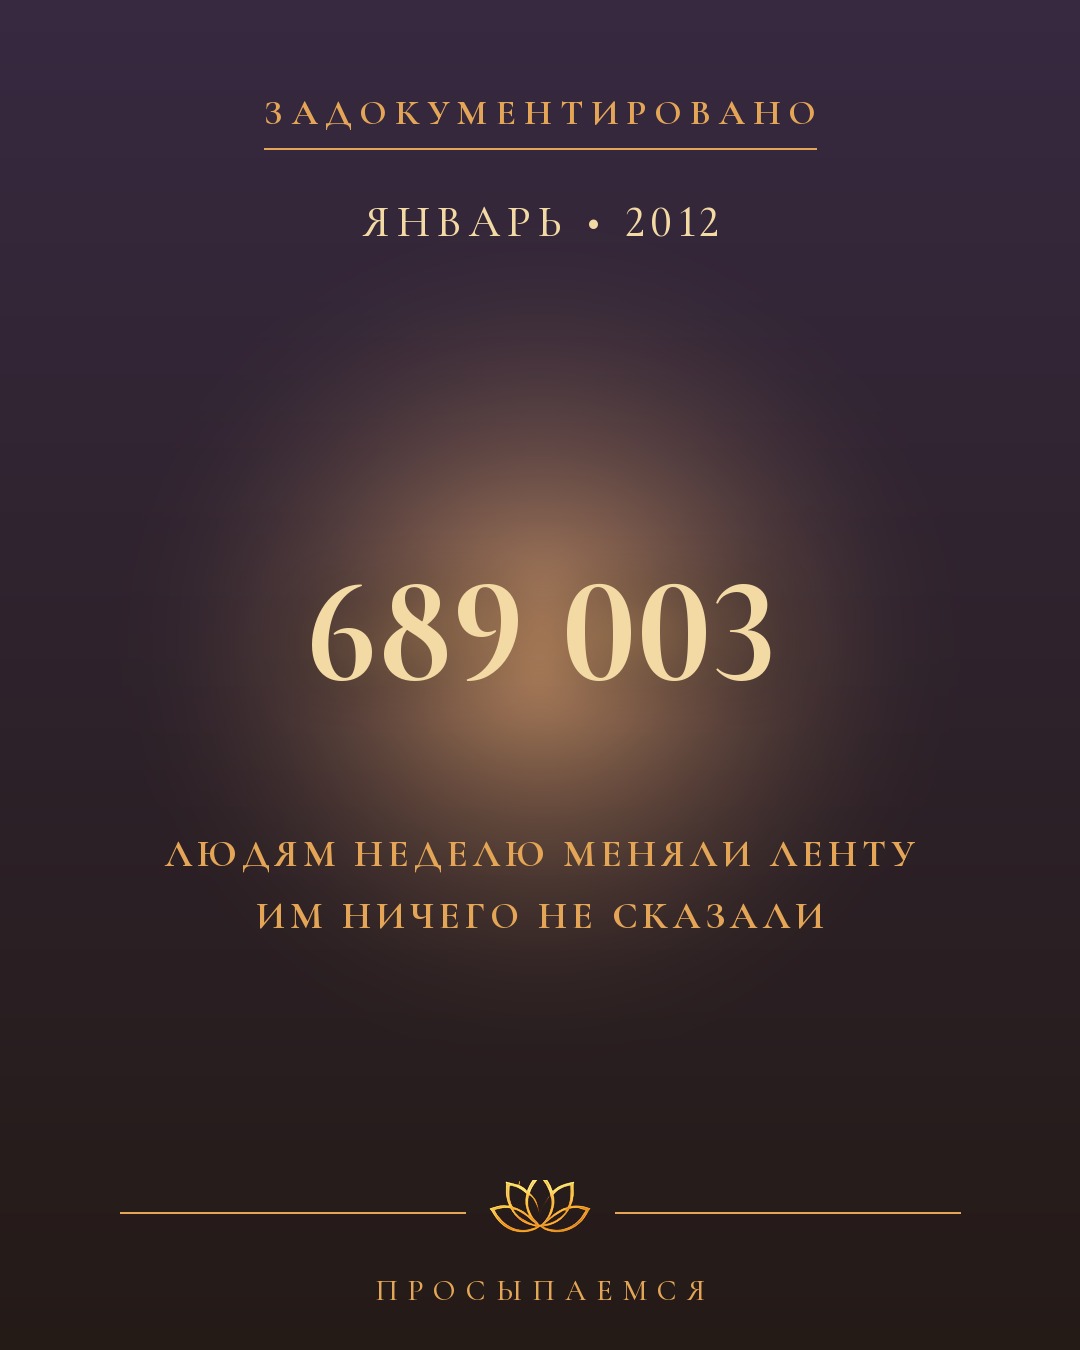 ЗАДОКУМЕНТИРОВАНО
ЯНВАРЬ • 2012
689 003
ЛЮДЯМ НЕДЕЛЮ МЕНЯЛИ ЛЕНТУ
ИМ НИЧЕГО НЕ СКАЗАЛИ
ПРОСЫПАЕМСЯ